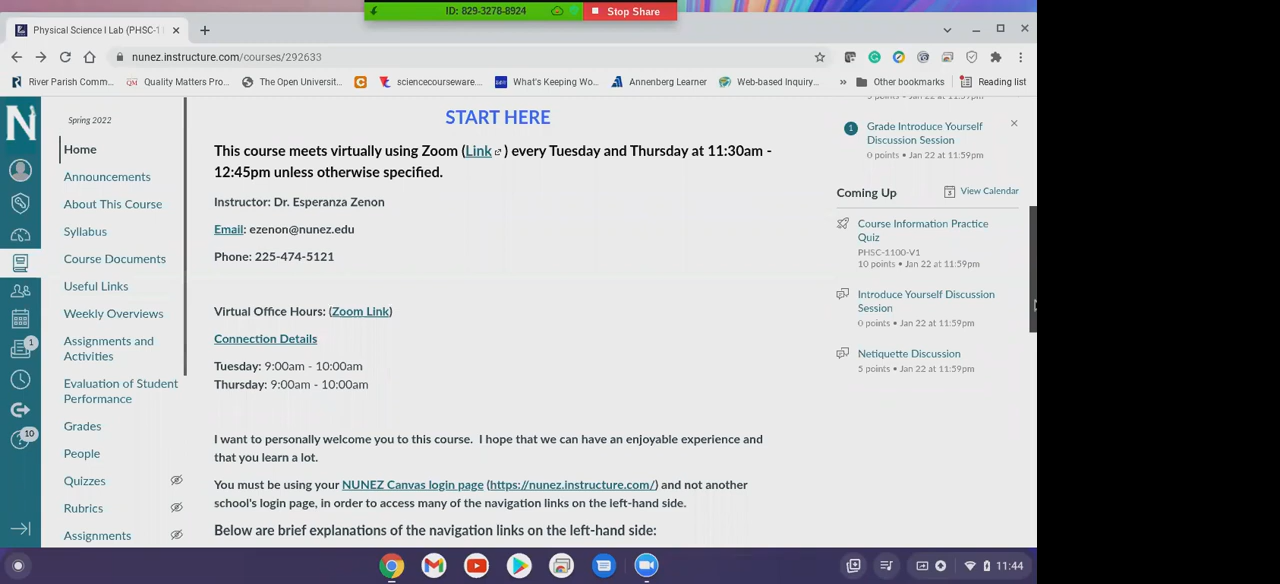 ID: 829-3278-8924
Stop Share
Physical Science I Lab (PHSC-1
nunez.instructure.com/courses/292633
River Parish Comm...
Quality Matters Pro...
The Open Universit...
sciencecourseware...
What's Keeping Wo...
Annenberg Learner
Web-based Inquiry...
Other bookmarks
Reading list
Spring 2022
Home
Announcements
About This Course
Syllabus
Course Documents
Useful Links
Weekly Overviews
Assignments and
Activities
Evaluation of Student
Performance
Grades
People
Quizzes
Rubrics
Assignments
1
10
START HERE
This course meets virtually using Zoom (Link ) every Tuesday and Thursday at 11:30am -
12:45pm unless otherwise specified.
Instructor: Dr. Esperanza Zenon
Email: ezenon@nunez.edu
Phone: 225-474-5121
Virtual Office Hours: (Zoom Link)
Connection Details
Tuesday: 9:00am - 10:00am
Thursday: 9:00am - 10:00am
I want to personally welcome you to this course. I hope that we can have an enjoyable experience and
that you learn a lot.
You must be using your NUNEZ Canvas login page (https://nunez.instructure.com/) and not another
school's login page, in order to access many of the navigation links on the left-hand side.
Below are brief explanations of the navigation links on the left-hand side:
1
Grade Introduce Yourself
Discussion Session
0 points • Jan 22 at 11:59pm
Coming Up
View Calendar
Course Information Practice
Quiz
PHSC-1100-V1
10 points • Jan 22 at 11:59pm
Introduce Yourself Discussion
Session
0 points • Jan 22 at 11:59pm
Netiquette Discussion
5 points • Jan 22 at 11:59pm
11:44